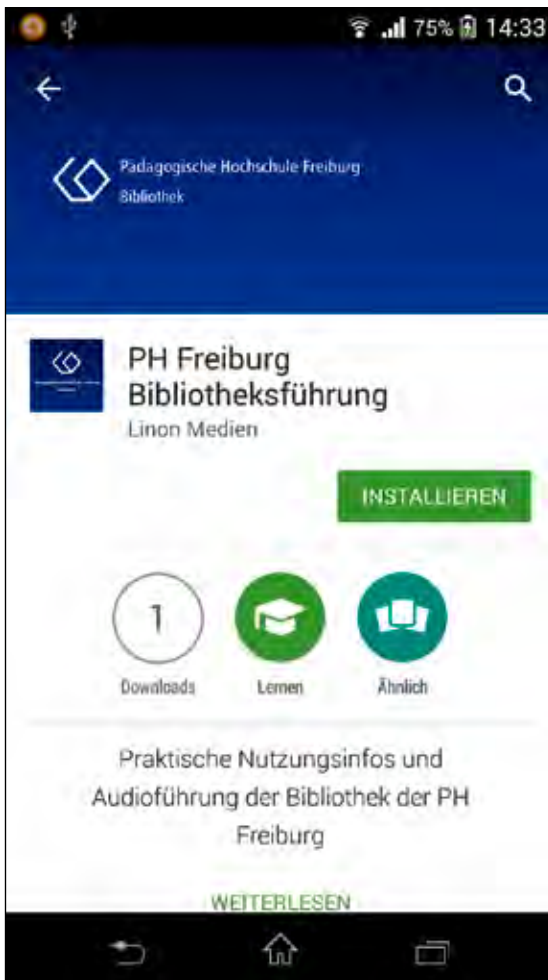 75% 14:33
Pädagogische Hochschule Freiburg
Bibliothek
PH Freiburg
Bibliotheksführung
Linon Medien
INSTALLIEREN
1
Downloads
Lernen
Ähnlich
Praktische Nutzungsinfos und
Audioführung der Bibliothek der PH
Freiburg
WEITERLESEN